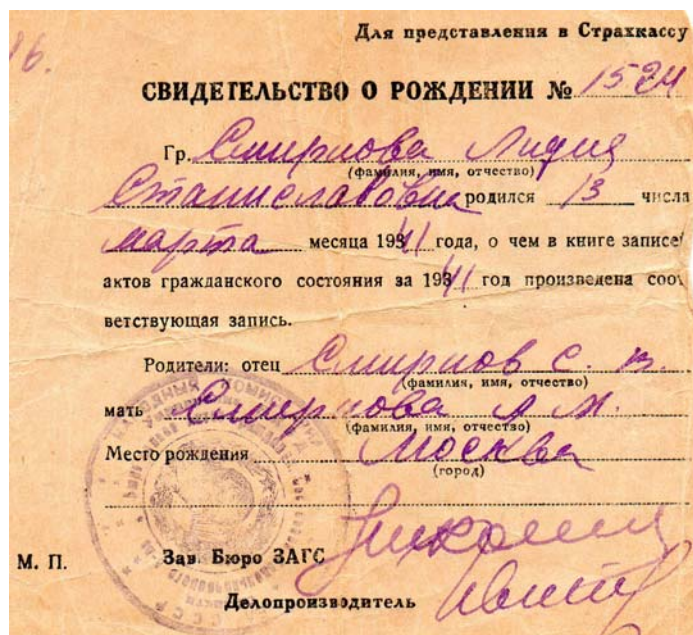 16.
Для представления в Страхкассу
СВИДЕТЕЛЬСТВО О РОЖДЕНИИ № 1524
Гр. Смирнова Лидия
(фамилия, имя, отчество)
Станиславовна родился 13 числа
марта месяца 1941 года, о чем в книге записе
актов гражданского состояния за 1941 год произведена соот
ветствующая запись.
Родители: отец Смирнов С. В.
(фамилия, имя, отчество)
мать Смирнова А. М.
(фамилия, имя, отчество)
Место рождения Москва
(город)
М. П. Зав. Бюро ЗАГС
Делопроизводитель